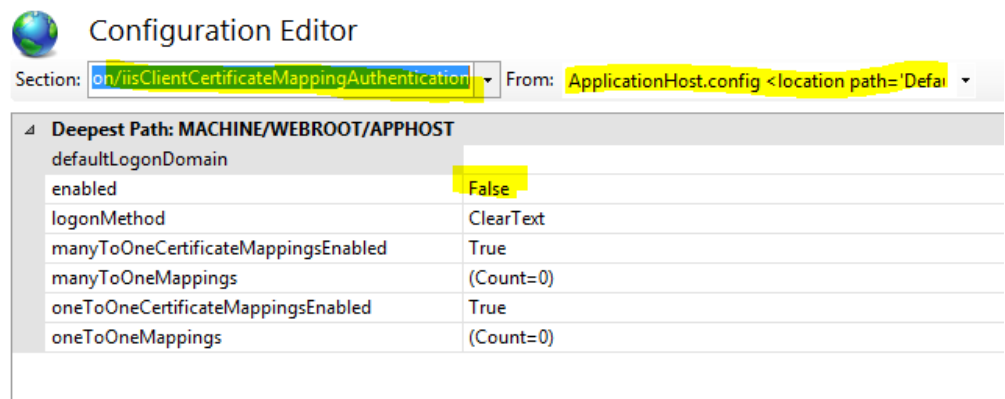 Configuration Editor
Section: on/iisClientCertificateMappingAuthentication From: ApplicationHost.config <location path='Defau
Deepest Path: MACHINE/WEBROOT/APPHOST
defaultLogonDomain
enabled False
logonMethod ClearText
manyToOneCertificateMappingsEnabled True
manyToOneMappings (Count=0)
oneToOneCertificateMappingsEnabled True
oneToOneMappings (Count=0)